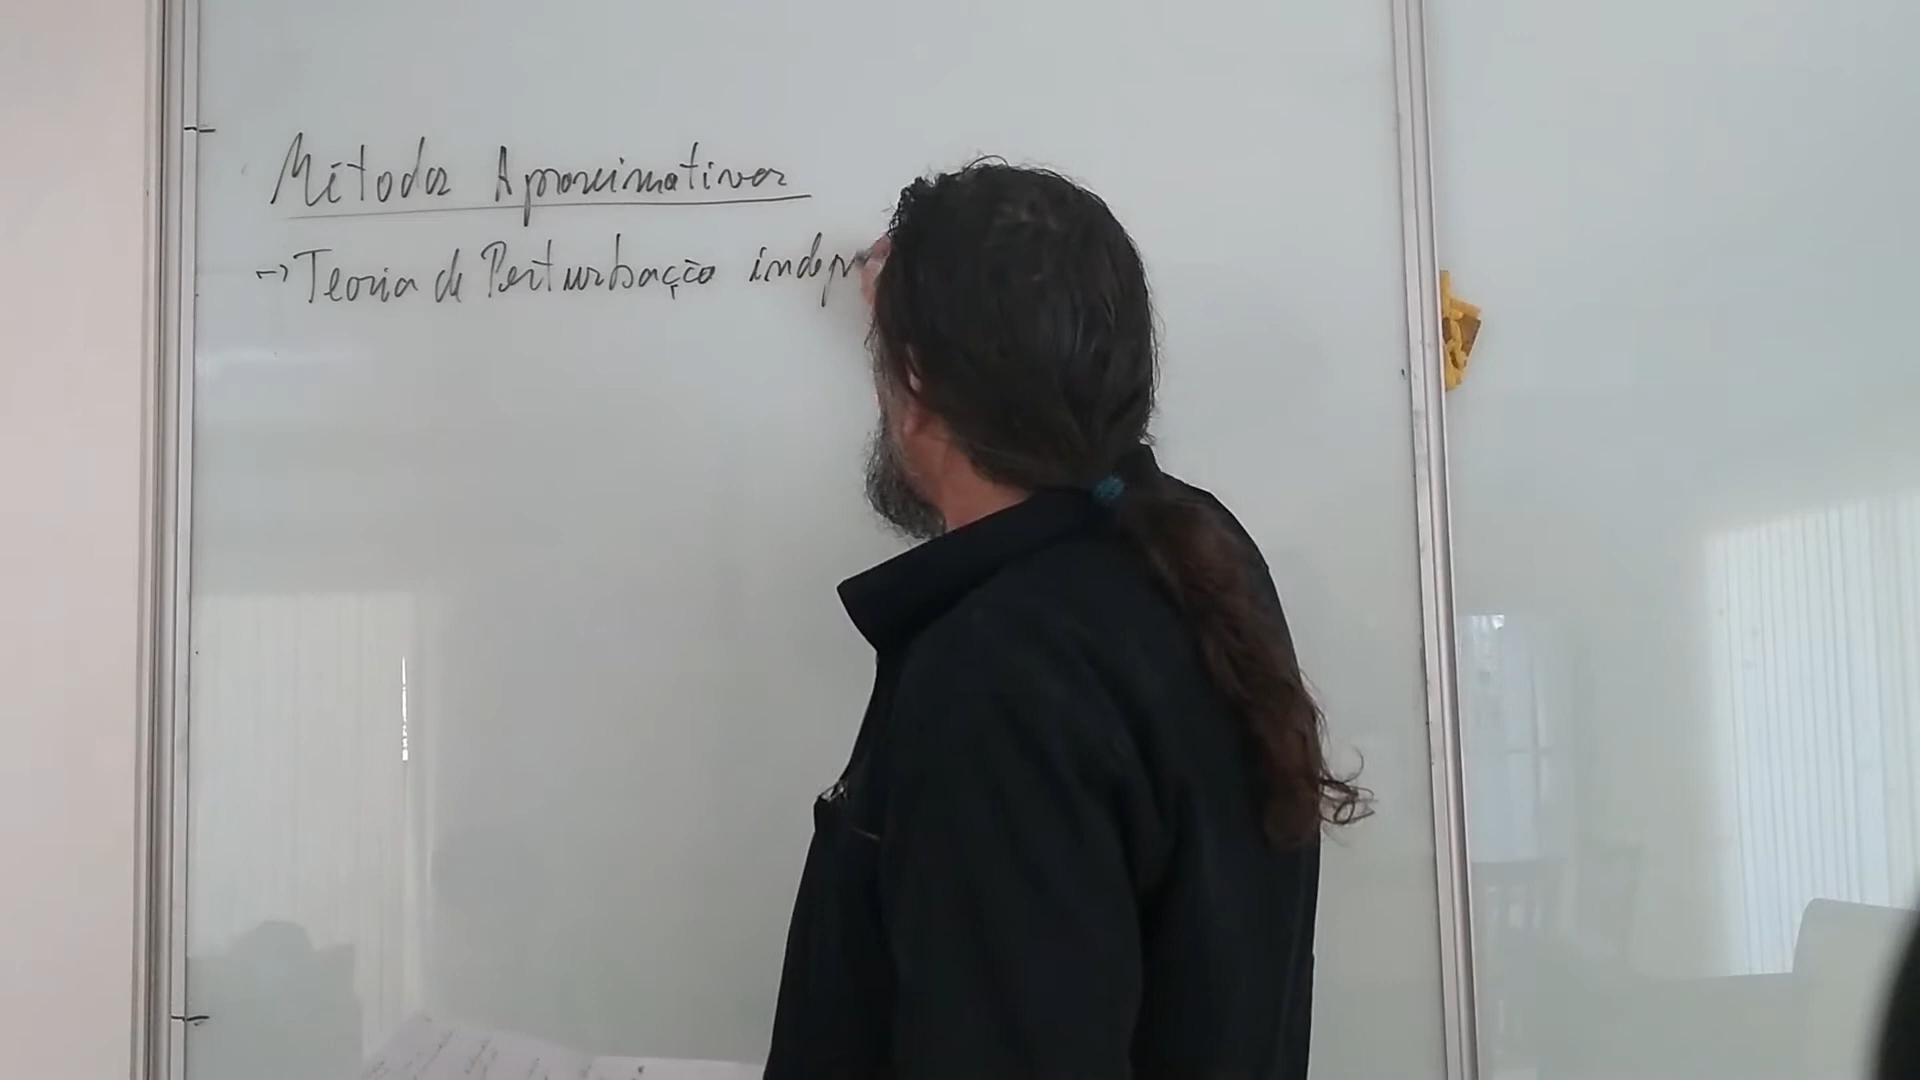 Métodos Aproximativos
→ Teoria de Perturbação indep